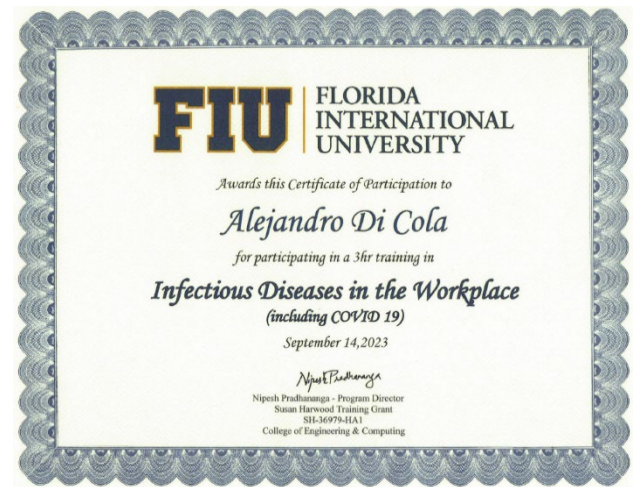 FIU
FLORIDA
INTERNATIONAL
UNIVERSITY
Awards this Certificate of Participation to
Alejandro Di Cola
for participating in a 3hr training in
Infectious Diseases in the Workplace
(including COVID 19)
September 14,2023
Nipesh Pradhananga
Nipesh Pradhananga - Program Director
Susan Harwood Training Grant
SH-36979-HA1
College of Engineering & Computing